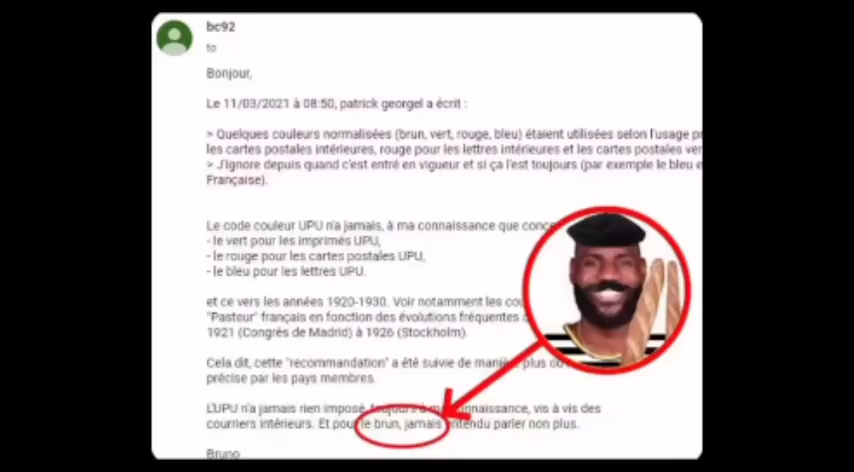 bc92
to
Bonjour,
Le 11/03/2021 à 08:50, patrick georgel a écrit :
> Quelques couleurs normalisées (brun, vert, rouge, bleu) étaient utilisées selon l'usage
les cartes postales intérieures, rouge pour les lettres intérieures et les cartes postales
> J'ignore depuis quand c'est entré en vigueur et si ça l'est toujours (par exemple le bleu
Française).
Le code couleur UPU n'a jamais, à ma connaissance que
- le vert pour les imprimés UPU,
- le rouge pour les cartes postales UPU,
- le bleu pour les lettres UPU.
et ce vers les années 1920-1930. Voir notamment les
"Pasteur" français en fonction des évolutions fréquentes
1921 (Congrès de Madrid) à 1926 (Stockholm).
Cela dit, cette "recommandation" a été suivie de manière plus
précise par les pays membres.
L'UPU n'a jamais rien imposé, toujours à ma connaissance, vis à vis des
courriers intérieurs. Et pour le brun, jamais entendu parler non plus.
Bruno